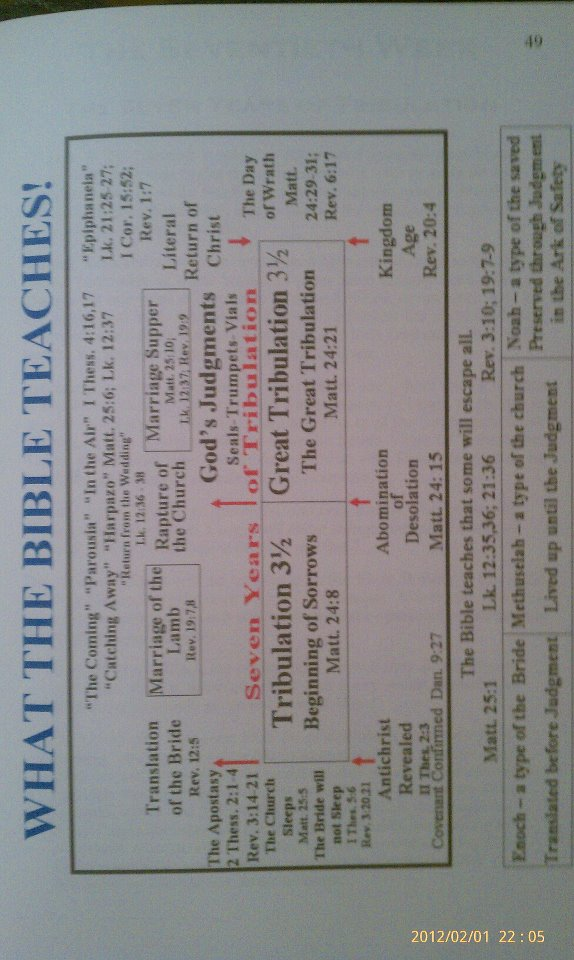 49
WHAT THE BIBLE TEACHES!
"The Coming" "Parousia" "In the Air" I Thess. 4:16,17
"Catching Away" "Harpazo" Matt. 25:6; Lk. 12:37
"Return from the Wedding"
Lk. 12:36 38
"Epiphaneia"
Lk. 21:25-27;
I Cor. 15:52;
Rev. 1:7
Translation
of the Bride
Rev. 12:5
Marriage of the
Lamb
Rev. 19:7,8
Rapture of
the Church
Marriage Supper
Matt. 25:10;
Lk. 12:37, Rev. 19:9
Literal
Return of
Christ
The Apostasy
2 Thess. 2:1-4
Rev. 3:14-21
The Church
Sleeps
Matt. 25:5
The Bride will
not Sleep
1 Thes. 5:6
Rev. 3:20,21
God's Judgments
Seals-Trumpets-Vials
Seven Years of Tribulation
Tribulation 3½
Beginning of Sorrows
Matt. 24:8
Great Tribulation 3½
The Great Tribulation
Matt. 24:21
The Day
of Wrath
Matt.
24:29-31;
Rev. 6:17
Antichrist
Revealed
II Thes. 2:3
Covenant Confirmed Dan. 9:27
Abomination
of
Desolation
Matt. 24:15
Kingdom
Age
Rev. 20:4
The Bible teaches that some will escape all.
Matt. 25:1 Lk. 12:35,36; 21:36 Rev. 3:10; 19:7-9
Enoch – a type of the Bride
Translated before Judgment
Methuselah – a type of the church
Lived up until the Judgment
Noah – a type of the saved
Preserved through Judgment
in the Ark of Safety
2012/02/01 22:05